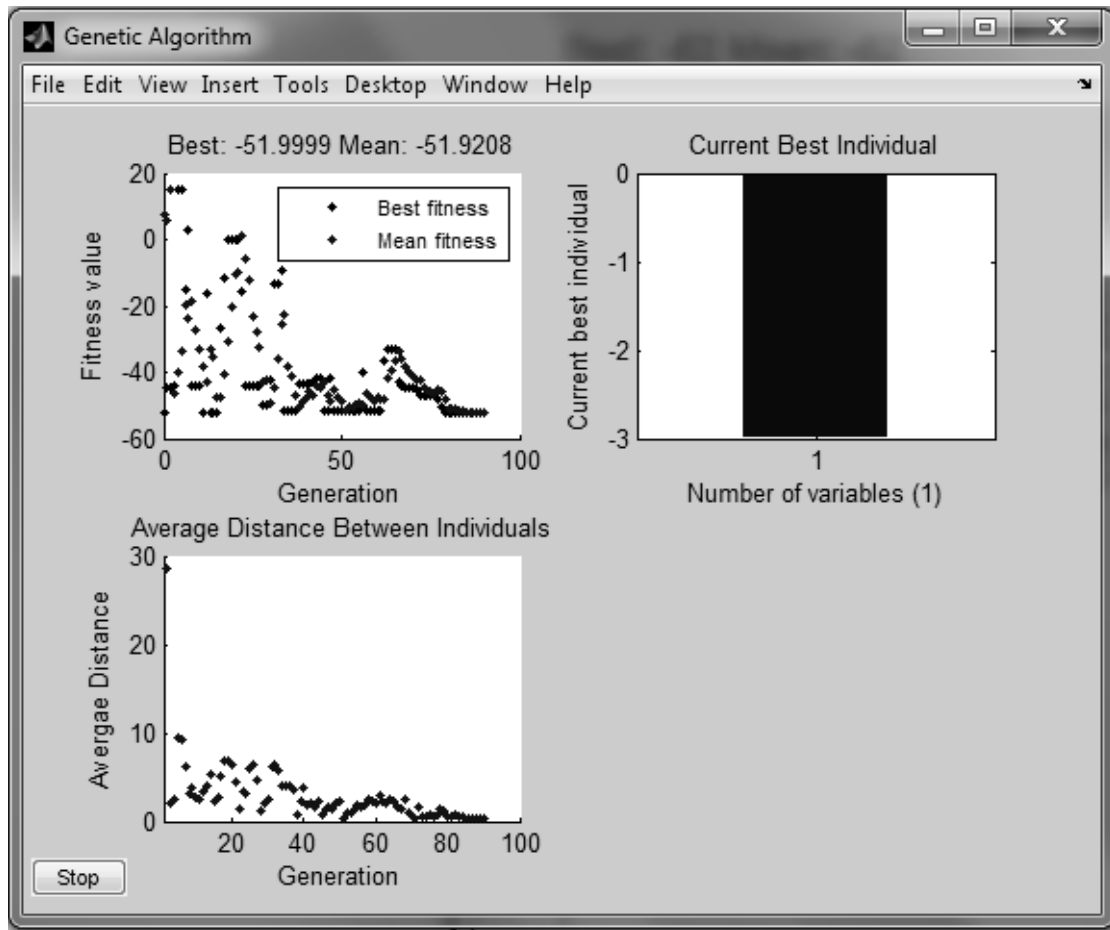 Genetic Algorithm
File Edit View Insert Tools Desktop Window Help
Best: -51.9999 Mean: -51.9208
20
0
-20
-40
-60
Fitness value
Best fitness
Mean fitness
0 50 100
Generation
Current Best Individual
0
-1
-2
-3
Current best individual
1
Number of variables (1)
Average Distance Between Individuals
30
20
10
0
Avergae Distance
20 40 60 80 100
Generation
Stop